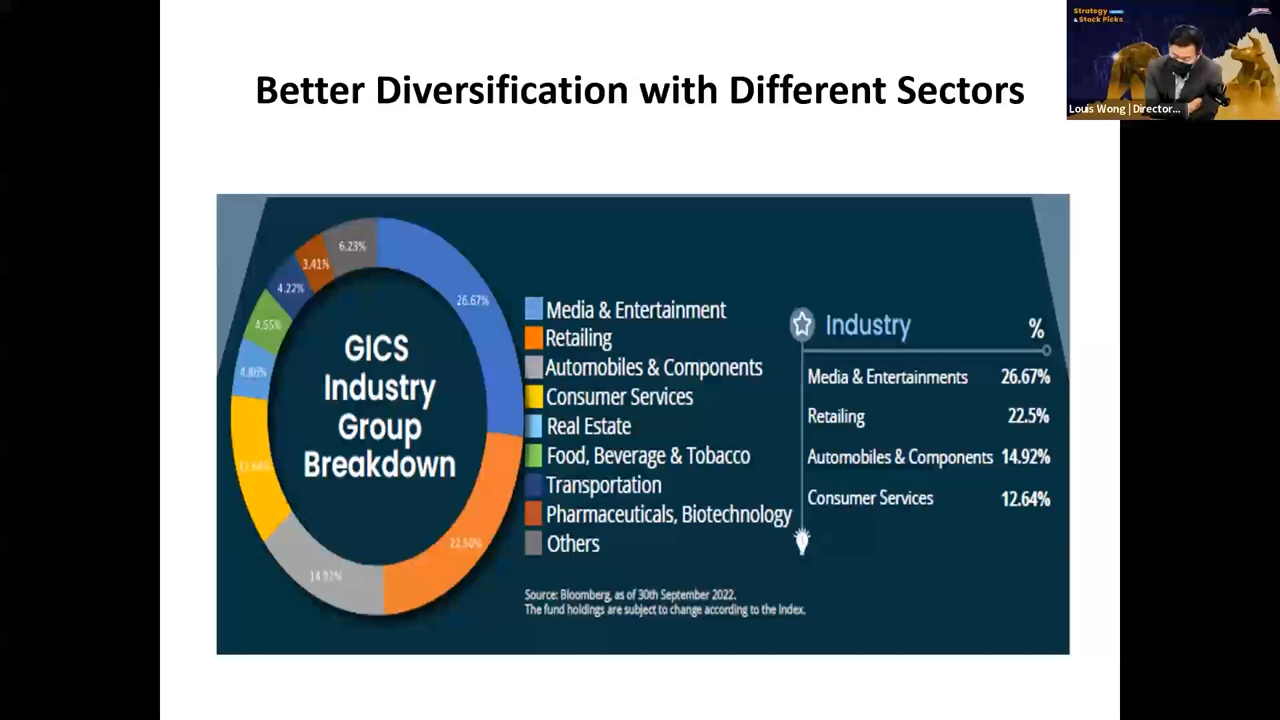 Better Diversification with Different Sectors
Strategy
& Stock Picks
Louis Wong | Director...
6.23%
3.41%
4.22%
4.55%
4.86%
12.64%
14.92%
22.50%
26.67%
GICS
Industry
Group
Breakdown
Media & Entertainment
Retailing
Automobiles & Components
Consumer Services
Real Estate
Food, Beverage & Tobacco
Transportation
Pharmaceuticals, Biotechnology
Others
Industry %
Media & Entertainments 26.67%
Retailing 22.5%
Automobiles & Components 14.92%
Consumer Services 12.64%
Source: Bloomberg, as of 30th September 2022.
The fund holdings are subject to change according to the Index.